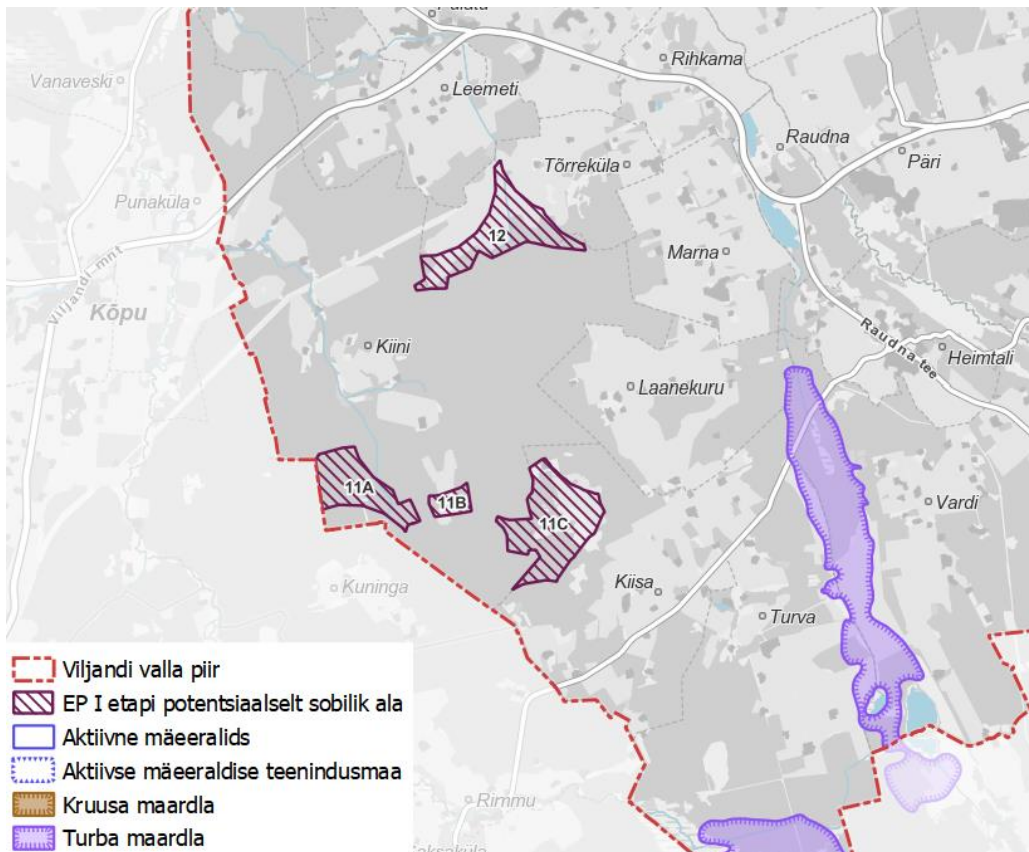 Rihkama
Vanaveski
Leemeti
Raudna
Tõrreküla
Päri
Punaküla
12
Marna
Viljandi mnt
Kõpu
Raudna tee
Kiini
Heimtali
Laanekuru
11A
11B
Vardi
11C
Kuninga
Kiisa
Turva
Viljandi valla piir
EP I etapi potentsiaalselt sobilik ala
Aktiivne mäeeralids
Aktiivse mäeeraldise teenindusmaa
Kruusa maardla
Turba maardla
Rimmu